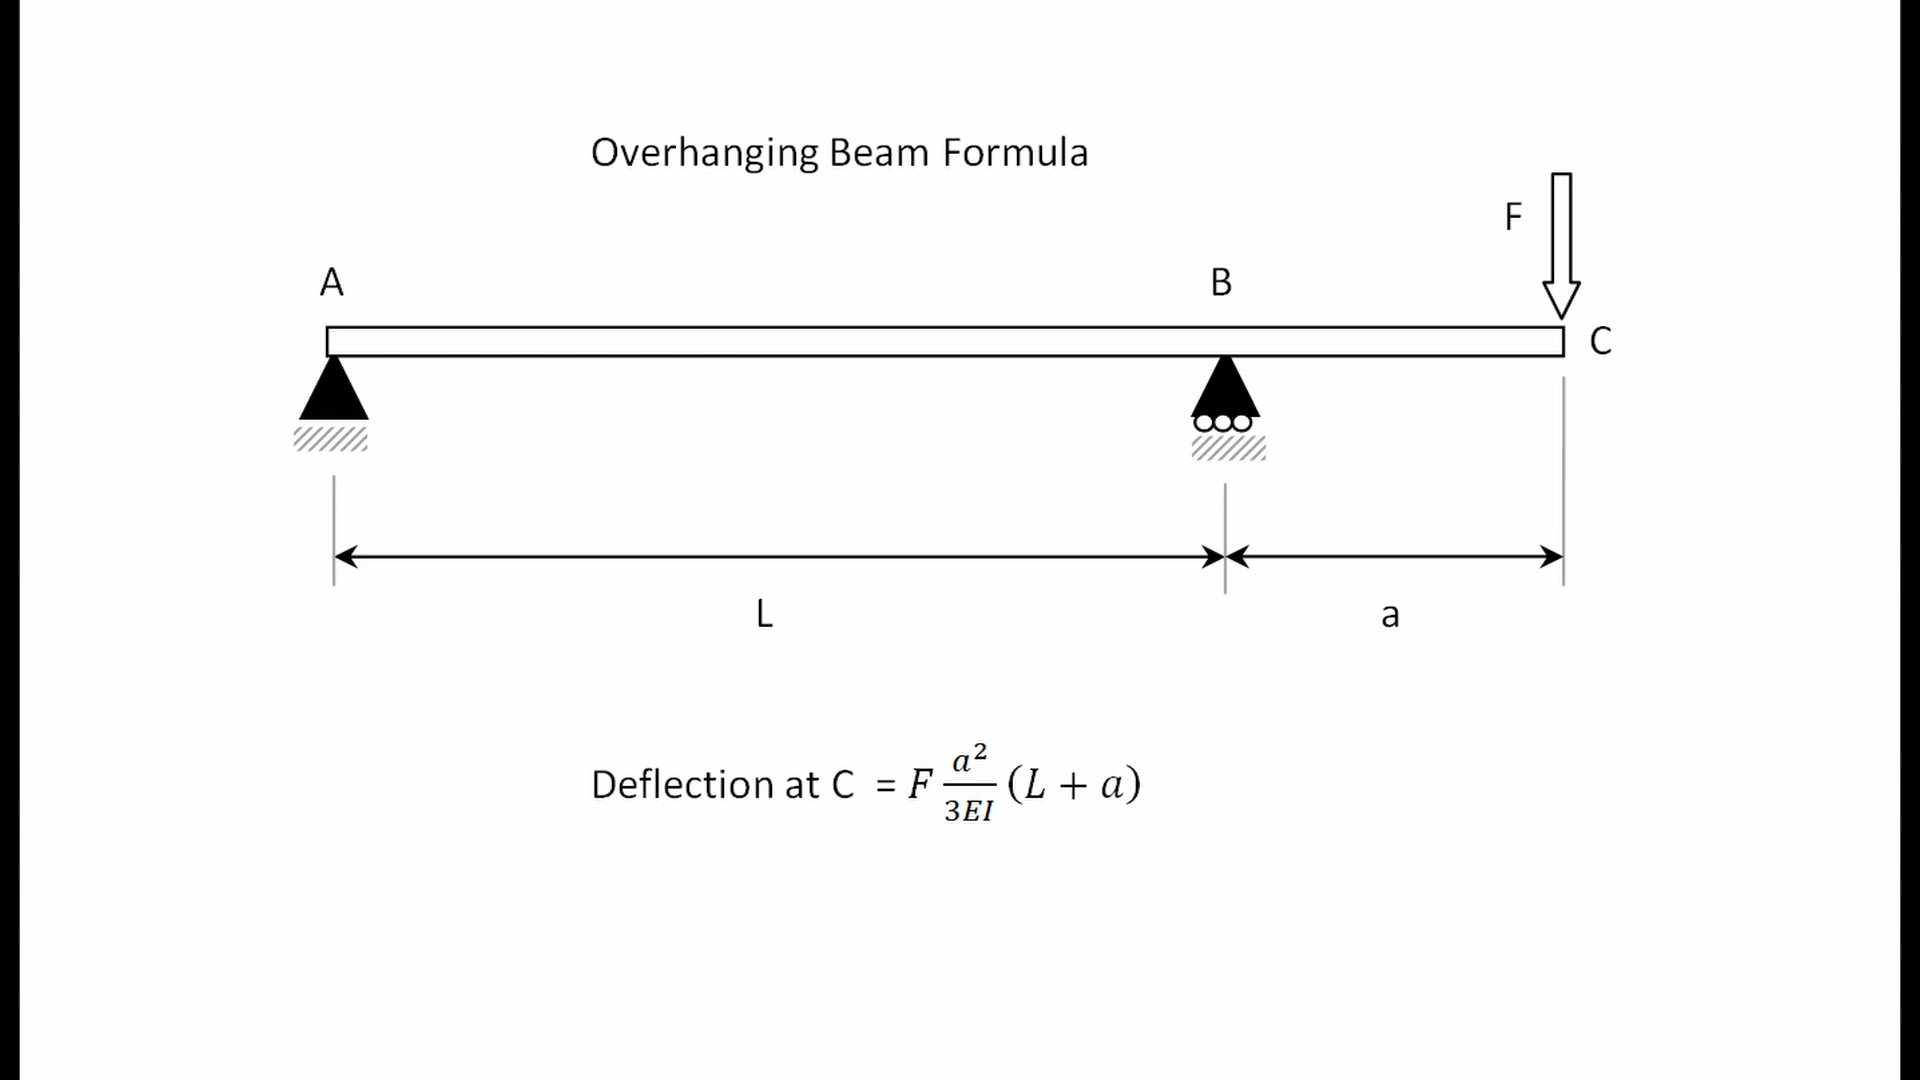 Overhanging Beam Formula
F
A
B
C
L
a
Deflection at C = F a²/3EI (L + a)